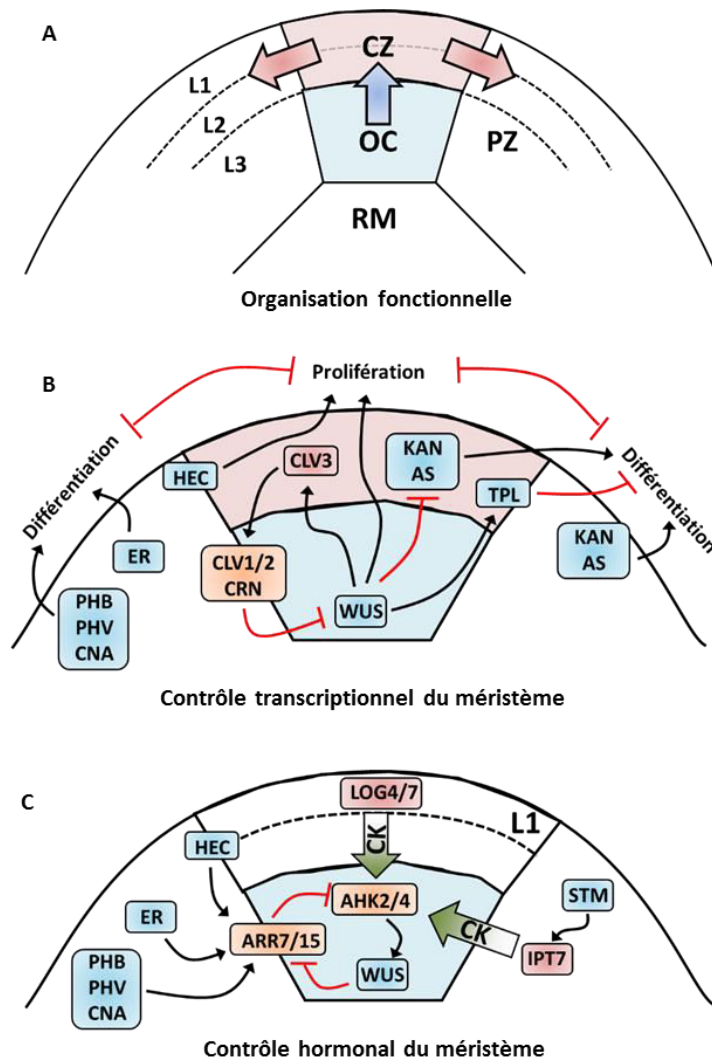 A
CZ
L1
L2
L3
OC
PZ
RM
Organisation fonctionnelle
B
Prolifération
Différentiation
HEC
CLV3
KAN
AS
TPL
Différentiation
ER
CLV1/2
CRN
WUS
KAN
AS
PHB
PHV
CNA
Contrôle transcriptionnel du méristème
C
LOG4/7
L1
CK
HEC
AHK2/4
STM
ER
ARR7/15
CK
IPT7
PHB
PHV
CNA
WUS
Contrôle hormonal du méristème